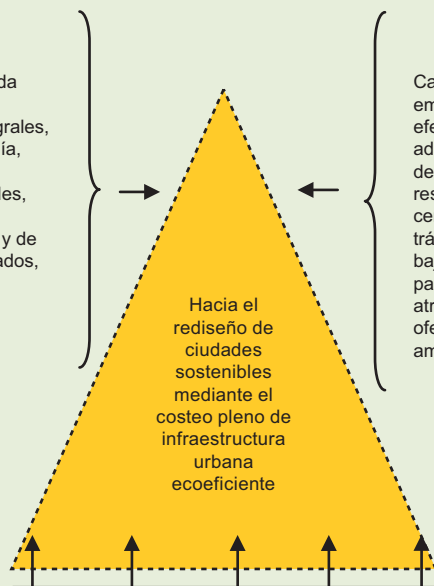 da
grales,
ía,
les,
y de
ados,
Hacia el
rediseño de
ciudades
sostenibles
mediante el
costeo pleno de
infraestructura
urbana
ecoeficiente
Ca
em
efe
ad
de
res
ce
trá
baj
pa
atr
ofe
am